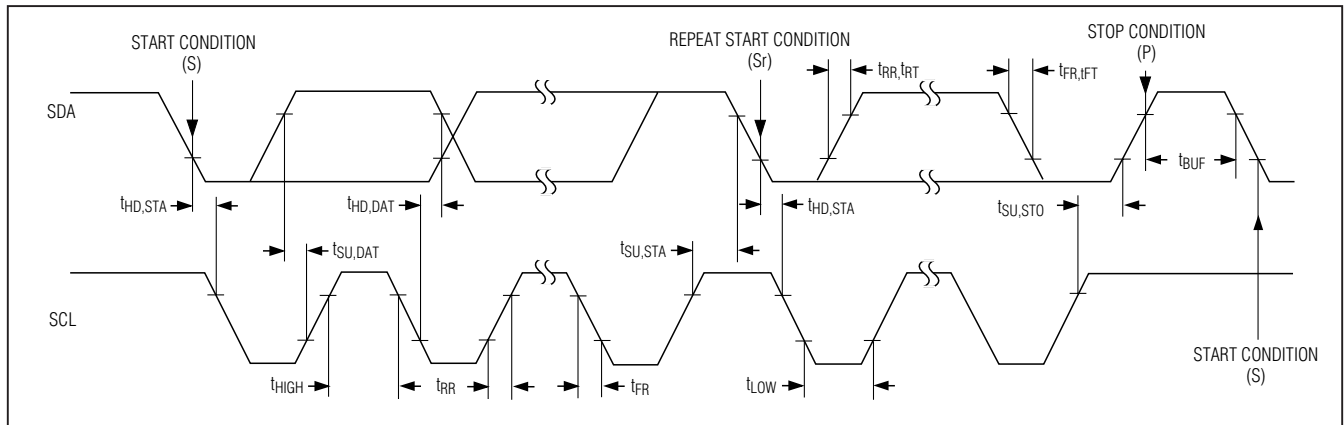 START CONDITION
(S)
REPEAT START CONDITION
(Sr)
STOP CONDITION
(P)
tRR,tRT
tFR,tFT
SDA
tBUF
tHD,STA
tHD,DAT
tHD,STA
tSU,STO
tSU,DAT
tSU,STA
SCL
START CONDITION
(S)
tHIGH
tRR
tFR
tLOW